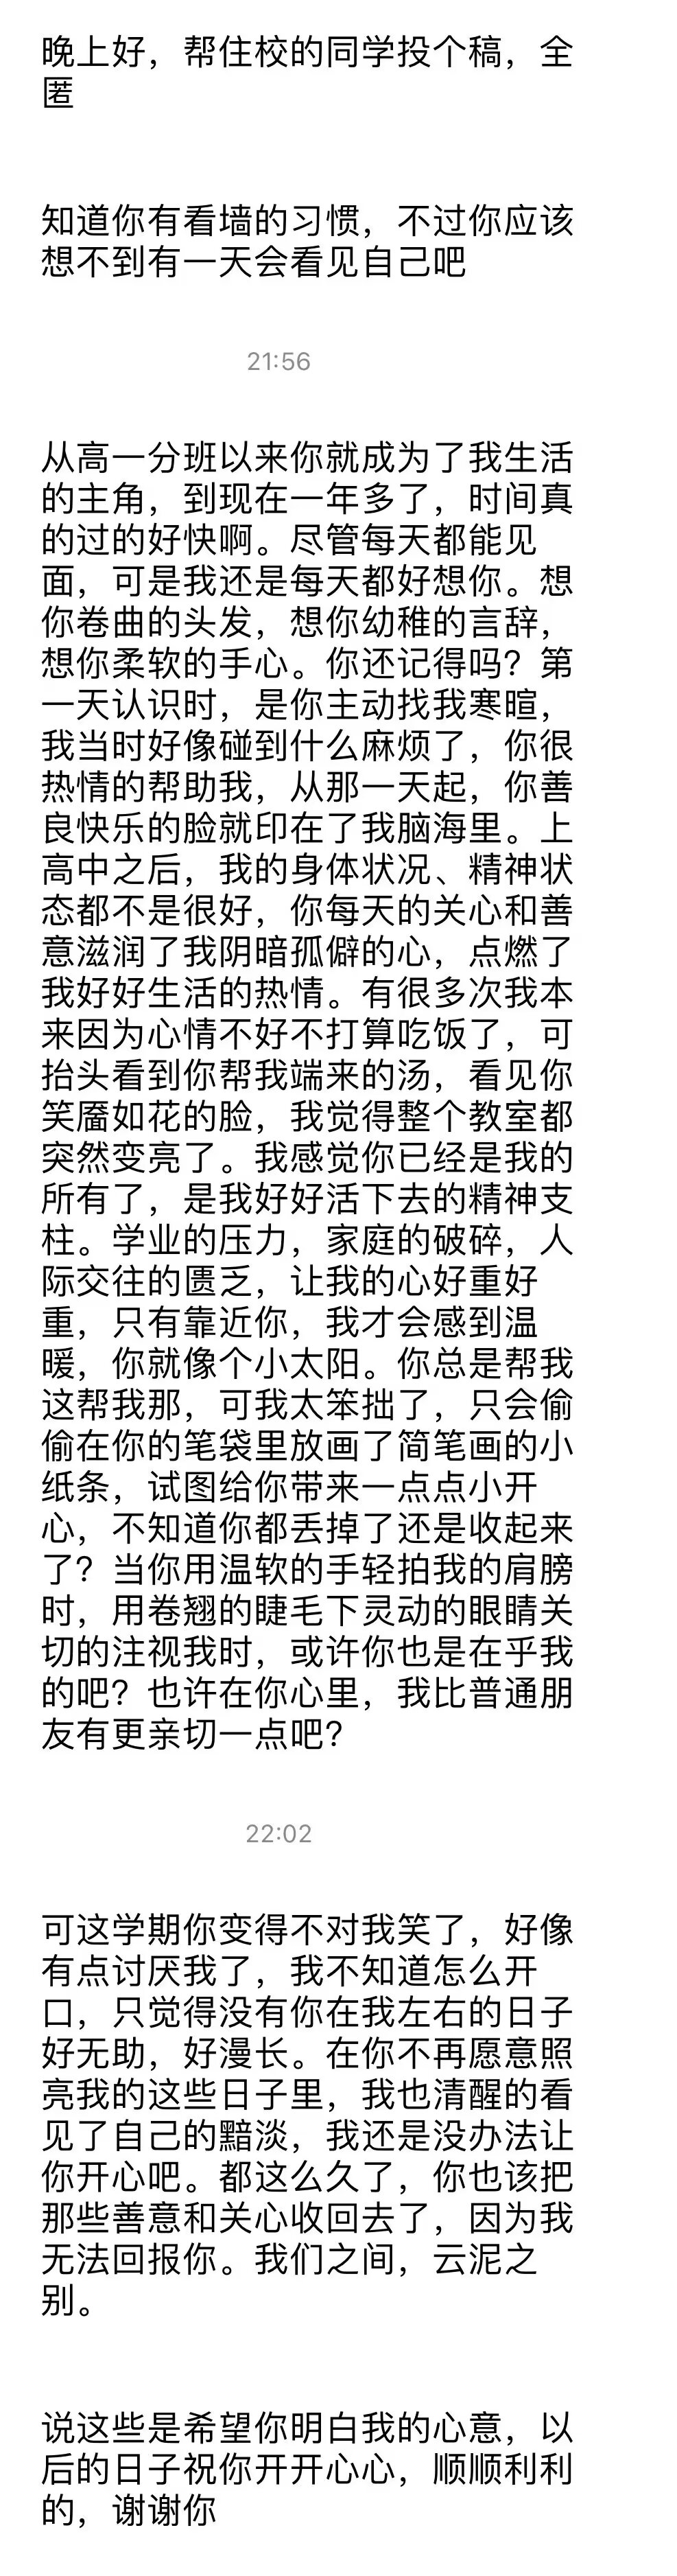 晚上好，帮住校的同学投个稿，全
匿
知道你有看墙的习惯，不过你应该
想不到有一天会看见自己吧
21:56
从高一分班以来你就成为了我生活
的主角，到现在一年多了，时间真
的过的好快啊。尽管每天都能见
面，可是我还是每天都好想你。想
你卷曲的头发，想你幼稚的言辞，
想你柔软的手心。你还记得吗？第
一天认识时，是你主动找我寒暄，
我当时好像碰到什么麻烦了，你很
热情的帮助我，从那一天起，你善
良快乐的脸就印在了我脑海里。上
高中之后，我的身体状况、精神状
态都不是很好，你每天的关心和善
意滋润了我阴暗孤僻的心，点燃了
我好好生活的热情。有很多次我本
来因为心情不好不打算吃饭了，可
抬头看到你帮我端来的汤，看见你
笑靥如花的脸，我觉得整个教室都
突然变亮了。我感觉你已经是我的
所有了，是我好好活下去的精神支
柱。学业的压力，家庭的破碎，人
际交往的匮乏，让我的心好重好
重，只有靠近你，我才会感到温
暖，你就像个小太阳。你总是帮我
这帮我那，可我太笨拙了，只会偷
偷在你的笔袋里放画了简笔画的小
纸条，试图给你带来一点点小开
心，不知道你都丢掉了还是收起来
了？当你用温软的手轻拍我的肩膀
时，用卷翘的睫毛下灵动的眼睛关
切的注视我时，或许你也是在乎我
的吧？也许在你心里，我比普通朋
友有更亲切一点吧？
22:02
可这学期你变得不对我笑了，好像
有点讨厌我了，我不知道怎么开
口，只觉得没有你在我左右的日子
好无助，好漫长。在你不再愿意照
亮我的这些日子里，我也清醒的看
见了自己的黯淡，我还是没办法让
你开心吧。都这么久了，你也该把
那些善意和关心收回去了，因为我
无法回报你。我们之间，云泥之
别。
说这些是希望你明白我的心意，以
后的日子祝你开开心心，顺顺利利
的，谢谢你